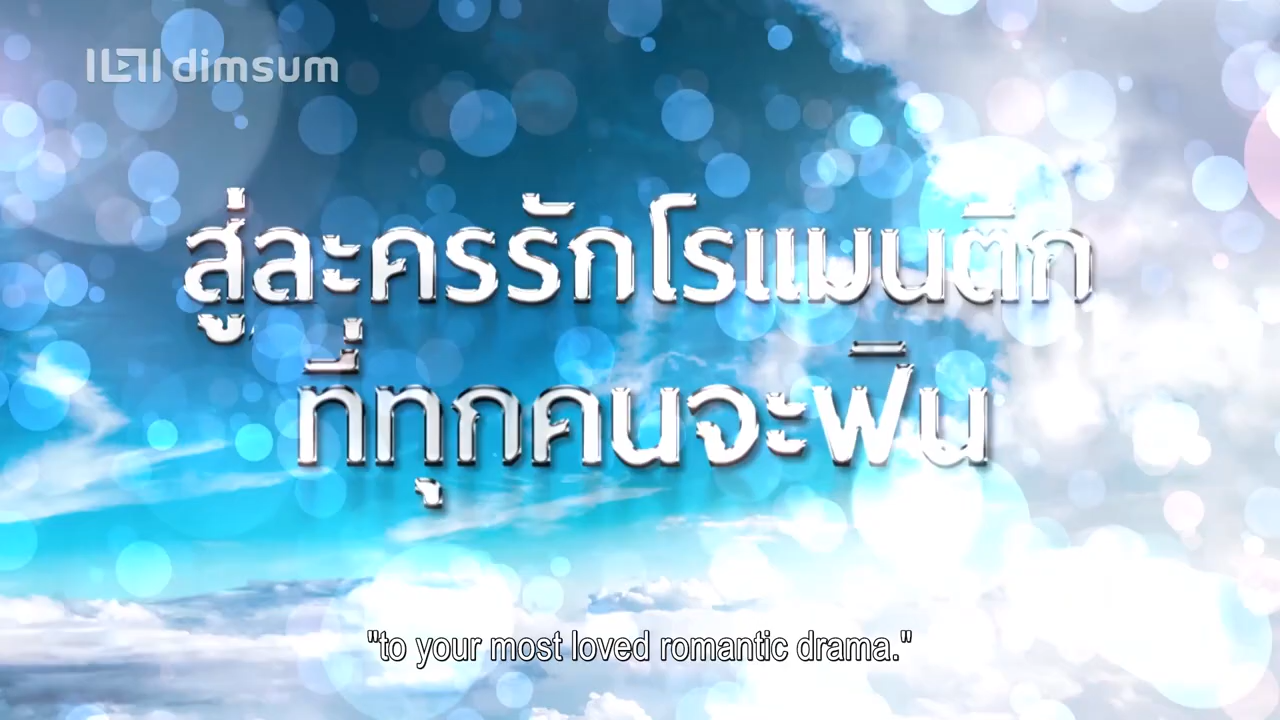 dimsum
สู่ละครรักโรแมนติก
ที่ทุกคนจะฟิน
"to your most loved romantic drama."